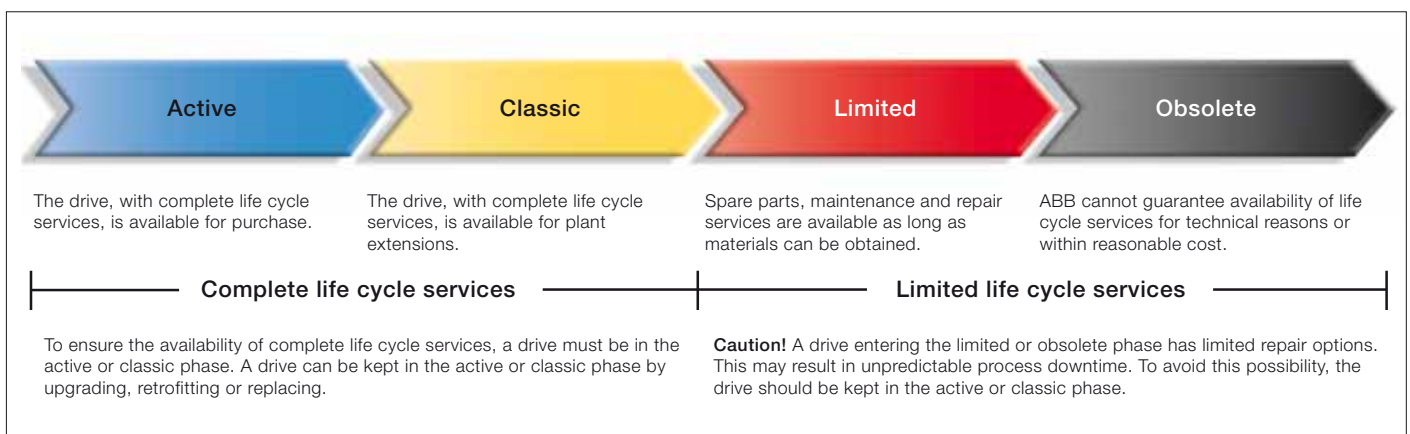 Active
Classic
Limited
Obsolete
The drive, with complete life cycle
services, is available for purchase.
The drive, with complete life cycle
services, is available for plant
extensions.
Spare parts, maintenance and repair
services are available as long as
materials can be obtained.
ABB cannot guarantee availability of life
cycle services for technical reasons or
within reasonable cost.
Complete life cycle services
Limited life cycle services
To ensure the availability of complete life cycle services, a drive must be in the
active or classic phase. A drive can be kept in the active or classic phase by
upgrading, retrofitting or replacing.
Caution! A drive entering the limited or obsolete phase has limited repair options.
This may result in unpredictable process downtime. To avoid this possibility, the
drive should be kept in the active or classic phase.